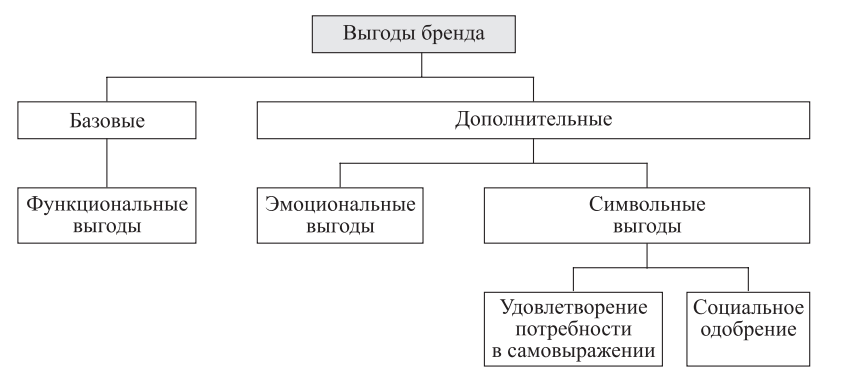 Выгоды бренда
Базовые
Дополнительные
Функциональные
выгоды
Эмоциональные
выгоды
Символьные
выгоды
Удовлетворение
потребности
в самовыражении
Социальное
одобрение